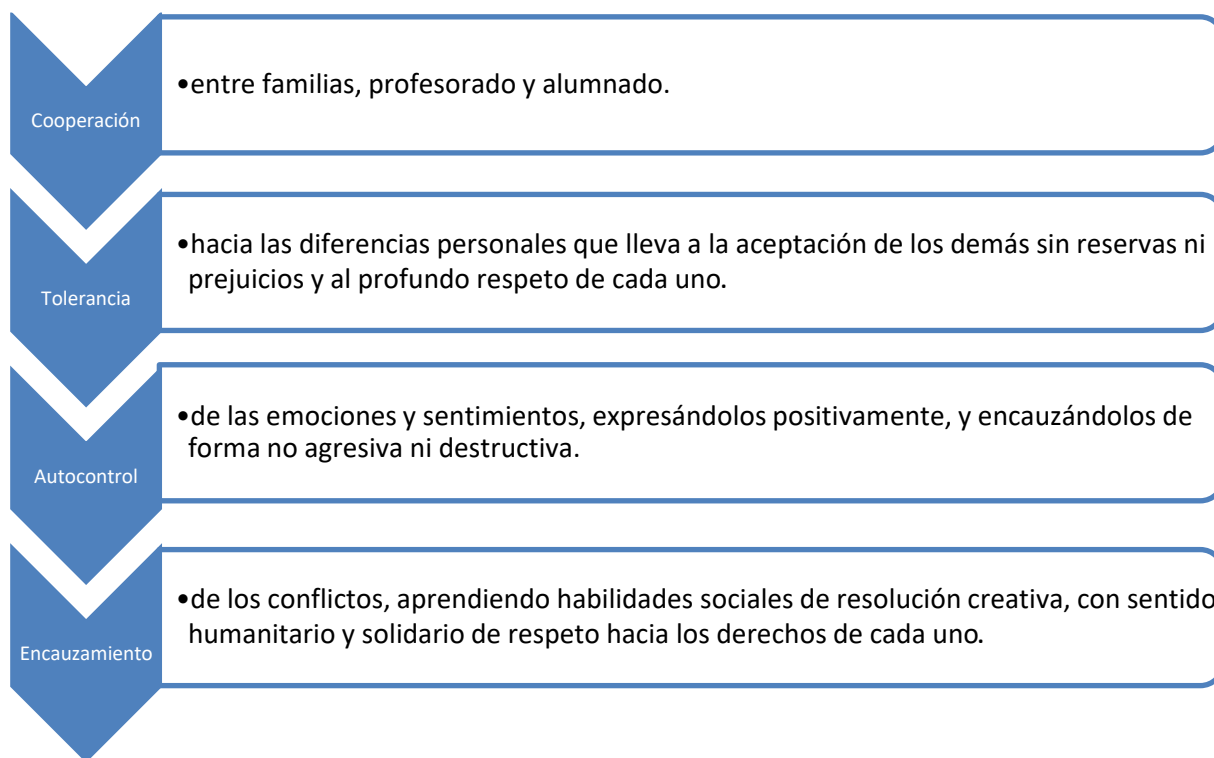 Cooperación
•entre familias, profesorado y alumnado.
Tolerancia
•hacia las diferencias personales que lleva a la aceptación de los demás sin reservas ni
prejuicios y al profundo respeto de cada uno.
Autocontrol
•de las emociones y sentimientos, expresándolos positivamente, y encauzándolos de
forma no agresiva ni destructiva.
Encauzamiento
•de los conflictos, aprendiendo habilidades sociales de resolución creativa, con sentido
humanitario y solidario de respeto hacia los derechos de cada uno.